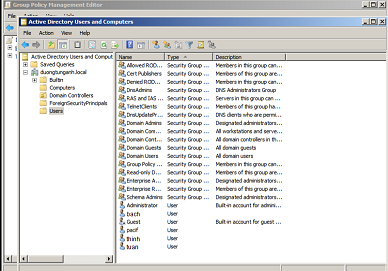 Group Policy Management Editor
File Action View Help
Active Directory Users and Computers
File Action View Help
Active Directory Users and Comput
Saved Queries
duongtunganh.local
Builtin
Computers
Domain Controllers
ForeignSecurityPrincipals
Users
Name Type Description
Allowed ROD... Security Group ... Members in this group can...
Cert Publishers Security Group ... Members of this group are...
Denied ROD... Security Group ... Members in this group can...
DnsAdmins Security Group ... DNS Administrators Group
RAS and IAS ... Security Group ... Servers in this group can ...
TelnetClients Security Group ... Members of this group ha...
DnsUpdatePr... Security Group ... DNS clients who are permi...
Domain Admins Security Group ... Designated administrators...
Domain Com... Security Group ... All workstations and serve...
Domain Cont... Security Group ... All domain controllers in th...
Domain Guests Security Group ... All domain guests
Domain Users Security Group ... All domain users
Group Policy ... Security Group ... Members in this group can...
Read-only D... Security Group ... Members of this group are...
Enterprise A... Security Group ... Designated administrators...
Enterprise R... Security Group ... Members of this group are...
Schema Admins Security Group ... Designated administrators...
Administrator User Built-in account for admini...
bach User
Guest User Built-in account for guest ...
pacif User
thinh User
tuan User